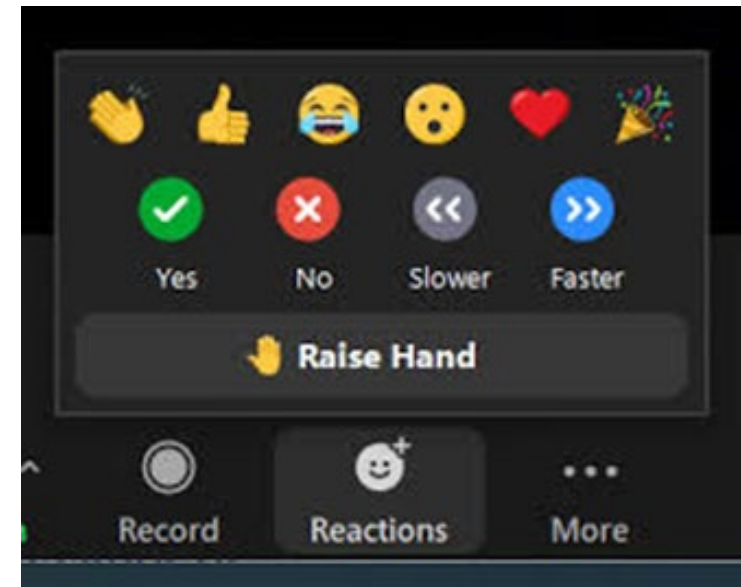 Yes No Slower Faster
Raise Hand
Record Reactions More